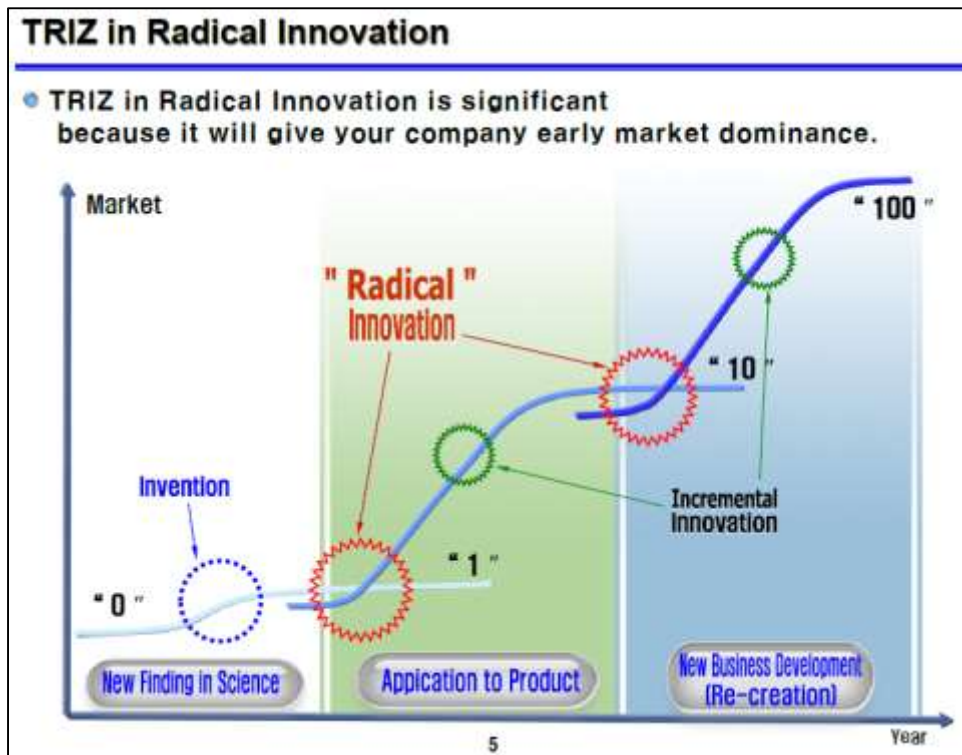 TRIZ in Radical Innovation
TRIZ in Radical Innovation is significant
because it will give your company early market dominance.
Market
" 100 "
" Radical "
Innovation
" 10 "
Invention
Incremental
Innovation
" 1 "
" 0 "
New Finding in Science
Appication to Product
New Business Development
(Re-creation)
Year
5